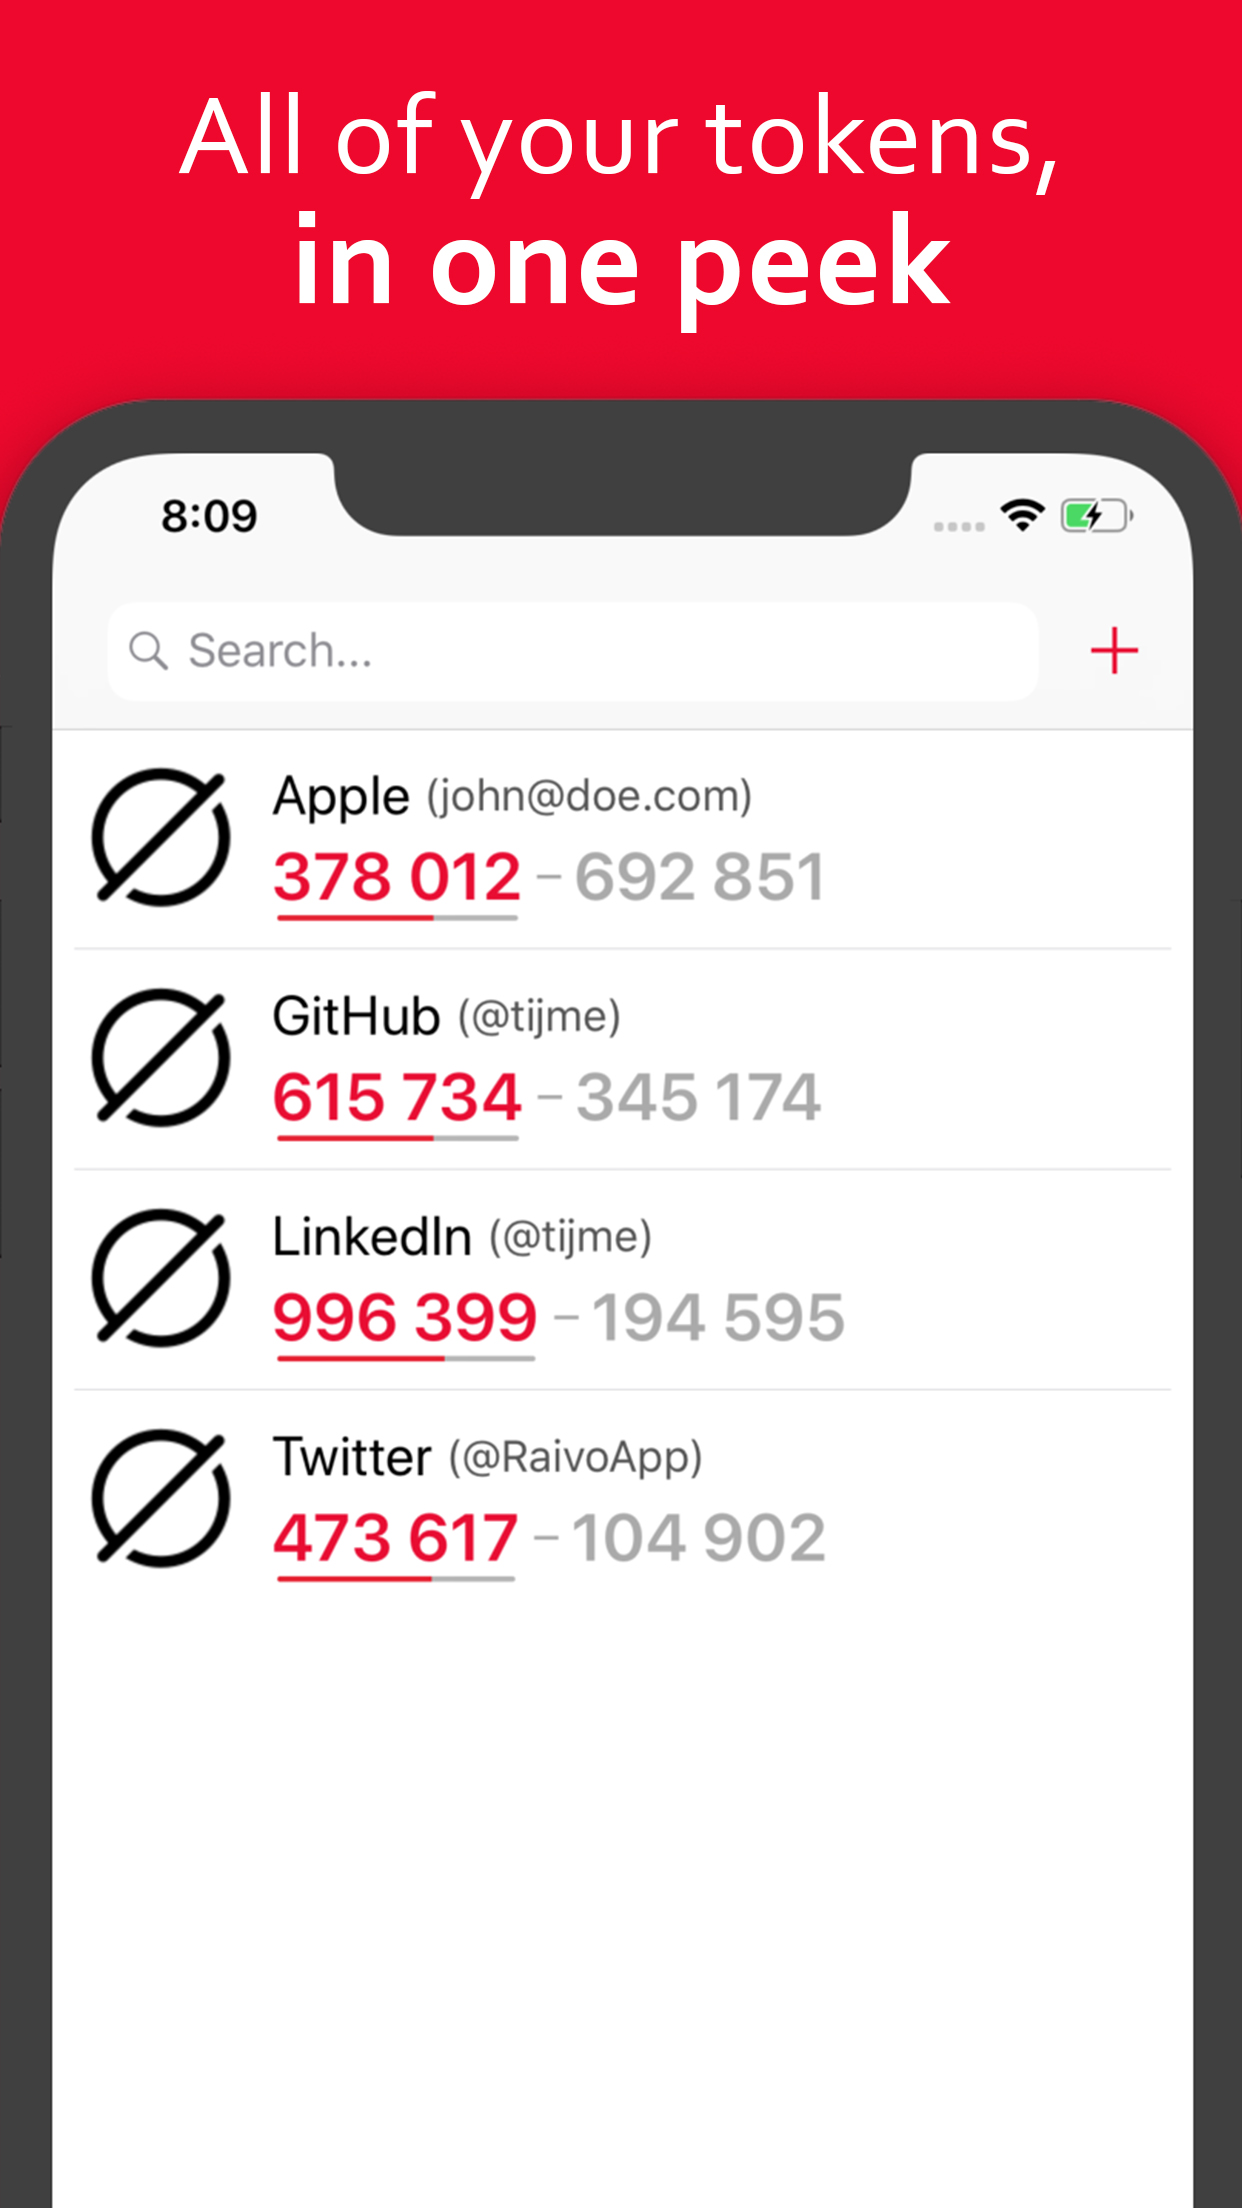 All of your tokens,
in one peek
8:09
Search...
Apple (john@doe.com)
378 012 – 692 851
GitHub (@tijme)
615 734 – 345 174
LinkedIn (@tijme)
996 399 – 194 595
Twitter (@RaivoApp)
473 617 – 104 902